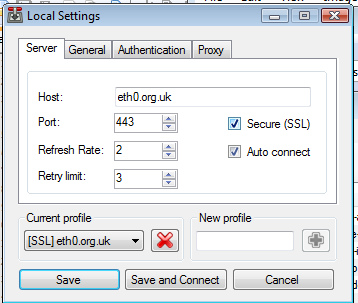 Local Settings
Server General Authentication Proxy
Host: eth0.org.uk
Port: 443 Secure (SSL)
Refresh Rate: 2 Auto connect
Retry limit: 3
Current profile New profile
[SSL] eth0.org.uk
Save Save and Connect Cancel